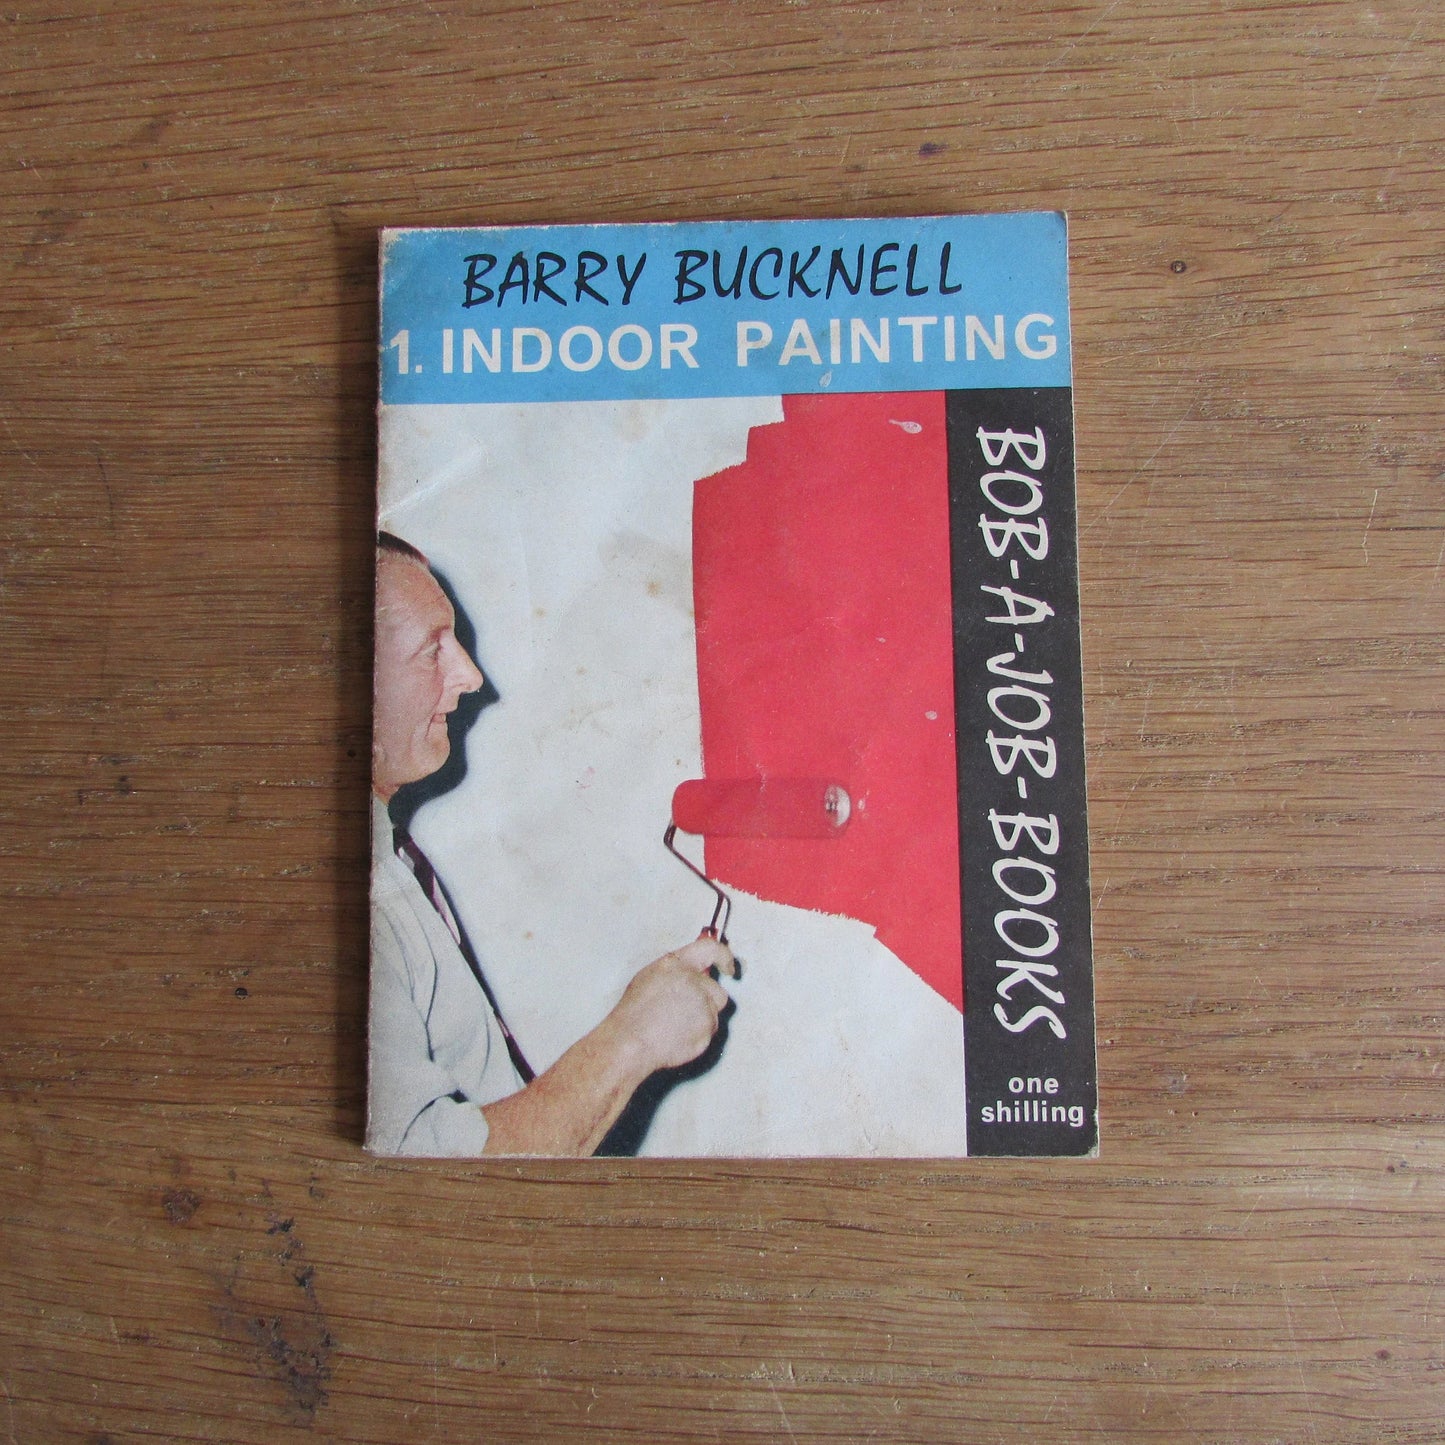 BARRY BUCKNELL
1. INDOOR PAINTING
BOB-A-JOB-BOOKS
one
shilling